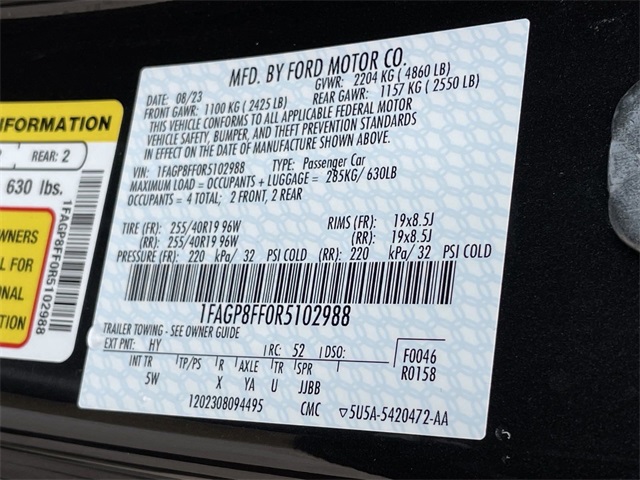 MFD. BY FORD MOTOR CO.
DATE: 08/23
GVWR: 2204 KG (4860 LB)
FRONT GAWR: 1100 KG (2425 LB)
REAR GAWR: 1157 KG (2550 LB)
THIS VEHICLE CONFORMS TO ALL APPLICABLE FEDERAL MOTOR
VEHICLE SAFETY, BUMPER, AND THEFT PREVENTION STANDARDS
IN EFFECT ON THE DATE OF MANUFACTURE SHOWN ABOVE.
VIN: 1FAGP8FF0R5102988 TYPE: Passenger Car
MAXIMUM LOAD = OCCUPANTS + LUGGAGE = 285KG/630LB
OCCUPANTS = 4 TOTAL; 2 FRONT, 2 REAR
TIRE (FR): 255/40R19 96W RIMS (FR): 19x8.5J
(RR): 255/40R19 96W (RR): 19x8.5J
PRESSURE (FR): 220 kPa/ 32 PSI COLD (RR): 220 kPa/ 32 PSI COLD
1FAGP8FF0R5102988
TRAILER TOWING - SEE OWNER GUIDE
EXT PNT: HY RC: 52 DSO: F0046
INT TR TP/PS R AXLE TR SPR R0158
5W X YA U JJBB
1202308094495 CMC ▽5U5A-5420472-AA
NFORMATION
REAR: 2
630 lbs.
WNERS
L FOR
ONAL
1FAGP8FF0R5102988